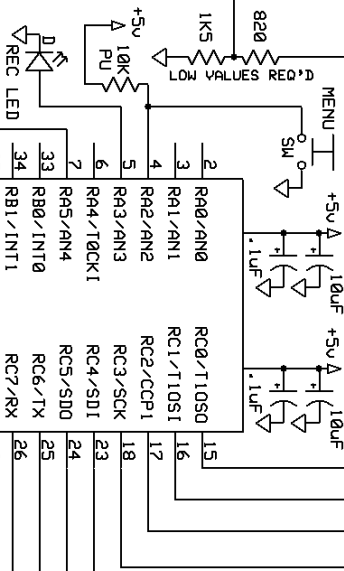 +5v
10K
PU
D
REC LED
1K5
820
LOW VALUES REQ'D
MENU
SW
34
33
7
6
5
4
3
2
RB1/INT1
RB0/INT0
RA5/AN4
RA4/T0CKI
RA3/AN3
RA2/AN2
RA1/AN1
RA0/AN0
+5v
.1uF
10uF
+5v
.1uF
10uF
RC7/RX
RC6/TX
RC5/SDO
RC4/SDI
RC3/SCK
RC2/CCP1
RC1/T1OSI
RC0/T1OSO
26
25
24
23
18
17
16
15